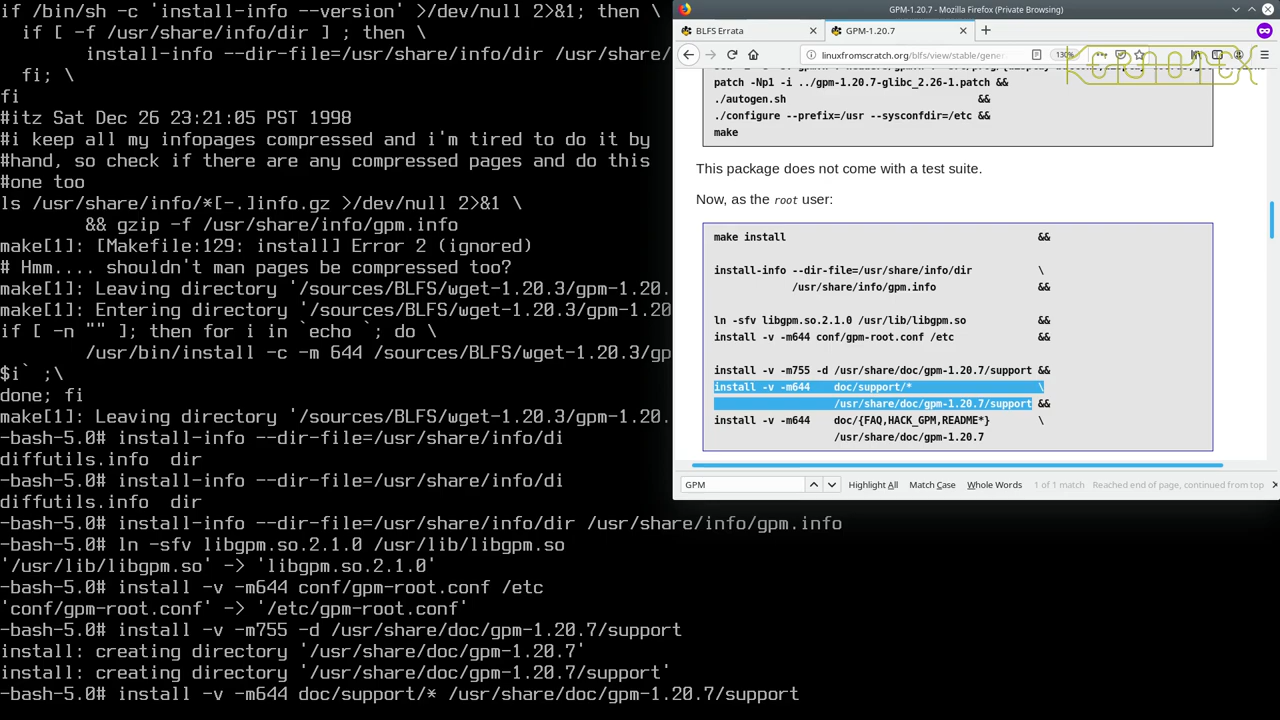 if /bin/sh -c 'install-info --version' >/dev/null 2>&1; then \
  if [ -f /usr/share/info/dir ] ; then \
        install-info --dir-file=/usr/share/info/dir /usr/share/
  fi; \
fi
#itz Sat Dec 26 23:21:05 PST 1998
#i keep all my infopages compressed and i'm tired to do it by
#hand, so check if there are any compressed pages and do this
#one too
ls /usr/share/info/*[-.]info.gz >/dev/null 2>&1 \
        && gzip -f /usr/share/info/gpm.info
make[1]: [Makefile:129: install] Error 2 (ignored)
# Hmm.... shouldn't man pages be compressed too?
make[1]: Leaving directory '/sources/BLFS/wget-1.20.3/gpm-1.20.
make[1]: Entering directory '/sources/BLFS/wget-1.20.3/gpm-1.20
if [ -n "" ]; then for i in `echo `; do \
        /usr/bin/install -c -m 644 /sources/BLFS/wget-1.20.3/gp
$i` ;\
done; fi
make[1]: Leaving directory '/sources/BLFS/wget-1.20.3/gpm-1.20.
-bash-5.0# install-info --dir-file=/usr/share/info/di
diffutils.info  dir
-bash-5.0# install-info --dir-file=/usr/share/info/di
diffutils.info  dir
-bash-5.0# install-info --dir-file=/usr/share/info/dir /usr/share/info/gpm.info
-bash-5.0# ln -sfv libgpm.so.2.1.0 /usr/lib/libgpm.so
'/usr/lib/libgpm.so' -> 'libgpm.so.2.1.0'
-bash-5.0# install -v -m644 conf/gpm-root.conf /etc
'conf/gpm-root.conf' -> '/etc/gpm-root.conf'
-bash-5.0# install -v -m755 -d /usr/share/doc/gpm-1.20.7/support
install: creating directory '/usr/share/doc/gpm-1.20.7'
install: creating directory '/usr/share/doc/gpm-1.20.7/support'
-bash-5.0# install -v -m644 doc/support/* /usr/share/doc/gpm-1.20.7/support
GPM-1.20.7 - Mozilla Firefox (Private Browsing)
BLFS Errata
GPM-1.20.7
linuxfromscratch.org/blfs/view/stable/gene
130%
patch -Np1 -i ../gpm-1.20.7-glibc_2.26-1.patch &&
./autogen.sh                             &&
./configure --prefix=/usr --sysconfdir=/etc &&
make
This package does not come with a test suite.
Now, as the root user:
make install                                      &&
install-info --dir-file=/usr/share/info/dir           \
             /usr/share/info/gpm.info                 &&
ln -sfv libgpm.so.2.1.0 /usr/lib/libgpm.so            &&
install -v -m644 conf/gpm-root.conf /etc              &&
install -v -m755 -d /usr/share/doc/gpm-1.20.7/support &&
install -v -m644    doc/support/*                     \
                    /usr/share/doc/gpm-1.20.7/support &&
install -v -m644    doc/{FAQ,HACK_GPM,README*}        \
                    /usr/share/doc/gpm-1.20.7
GPM
Highlight All
Match Case
Whole Words
1 of 1 match
Reached end of page, continued from top